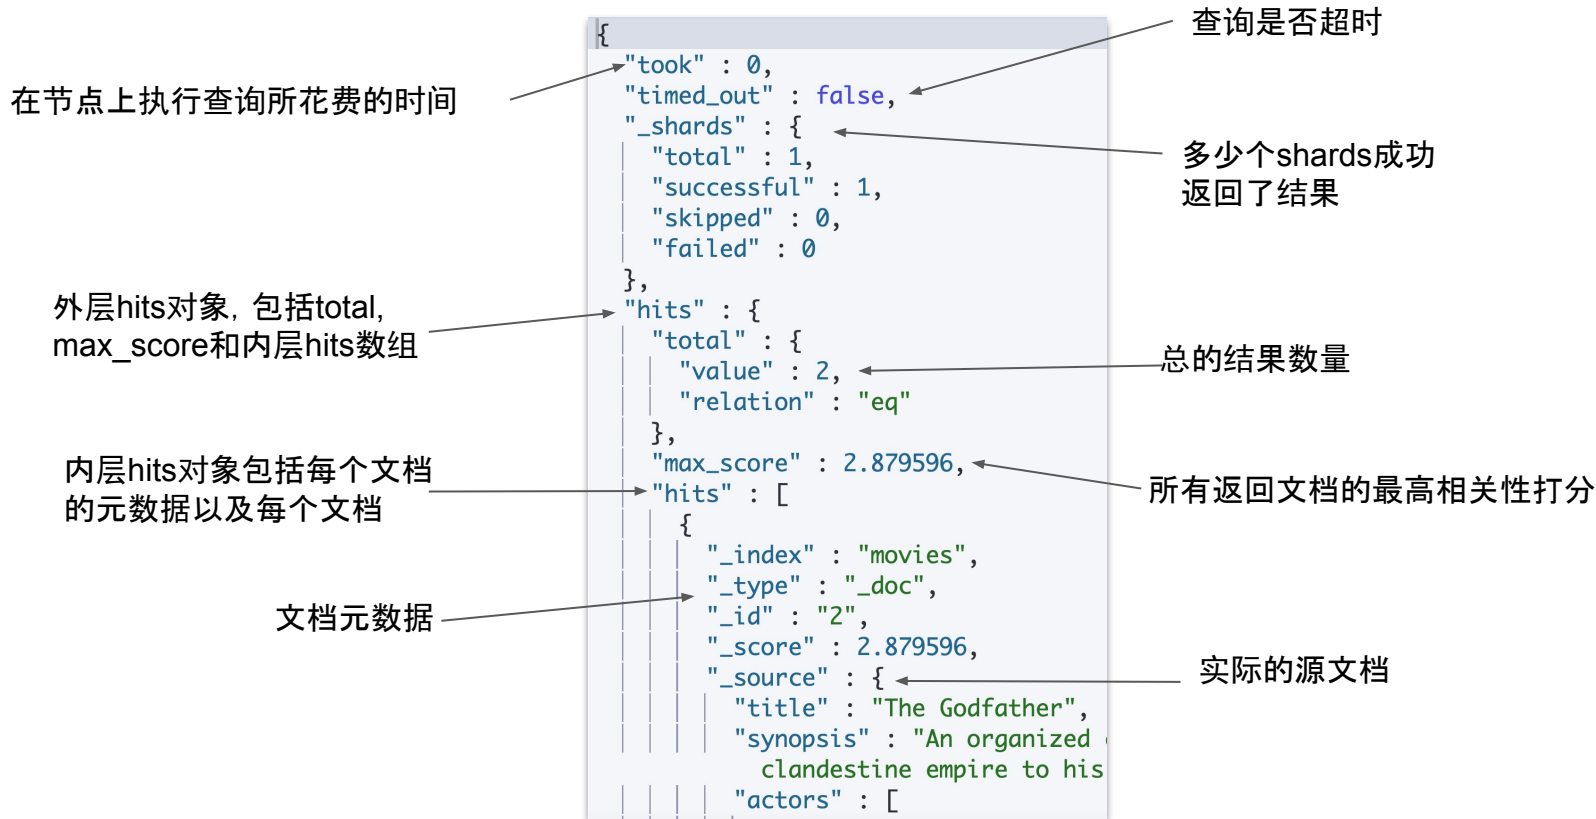 查询是否超时
在节点上执行查询所花费的时间
多少个shards成功
返回了结果
外层hits对象，包括total,
max_score和内层hits数组
总的结果数量
内层hits对象包括每个文档
的元数据以及每个文档
所有返回文档的最高相关性打分
文档元数据
实际的源文档
{
"took" : 0,
"timed_out" : false,
"_shards" : {
"total" : 1,
"successful" : 1,
"skipped" : 0,
"failed" : 0
},
"hits" : {
"total" : {
"value" : 2,
"relation" : "eq"
},
"max_score" : 2.879596,
"hits" : [
{
"_index" : "movies",
"_type" : "_doc",
"_id" : "2",
"_score" : 2.879596,
"_source" : {
"title" : "The Godfather",
"synopsis" : "An organized
clandestine empire to his
"actors" : [